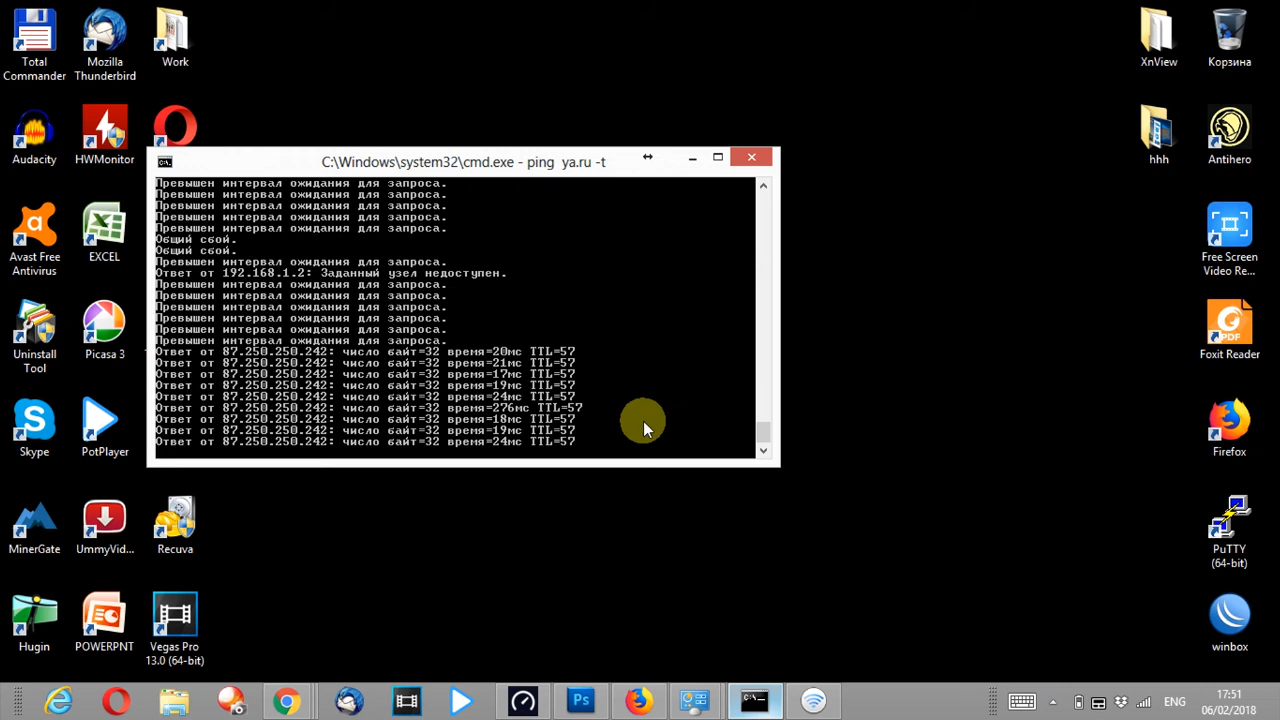 Total Commander
Mozilla Thunderbird
Work
XnView
Корзина
Audacity
HWMonitor
hhh
Antihero
C:\Windows\system32\cmd.exe - ping  ya.ru -t
Превышен интервал ожидания для запроса.
Превышен интервал ожидания для запроса.
Превышен интервал ожидания для запроса.
Превышен интервал ожидания для запроса.
Превышен интервал ожидания для запроса.
Общий сбой.
Общий сбой.
Превышен интервал ожидания для запроса.
Ответ от 192.168.1.2: Заданный узел недоступен.
Превышен интервал ожидания для запроса.
Превышен интервал ожидания для запроса.
Превышен интервал ожидания для запроса.
Превышен интервал ожидания для запроса.
Превышен интервал ожидания для запроса.
Превышен интервал ожидания для запроса.
Ответ от 87.250.250.242: число байт=32 время=20мс TTL=57
Ответ от 87.250.250.242: число байт=32 время=21мс TTL=57
Ответ от 87.250.250.242: число байт=32 время=17мс TTL=57
Ответ от 87.250.250.242: число байт=32 время=19мс TTL=57
Ответ от 87.250.250.242: число байт=32 время=24мс TTL=57
Ответ от 87.250.250.242: число байт=32 время=276мс TTL=57
Ответ от 87.250.250.242: число байт=32 время=18мс TTL=57
Ответ от 87.250.250.242: число байт=32 время=19мс TTL=57
Ответ от 87.250.250.242: число байт=32 время=24мс TTL=57
Avast Free Antivirus
EXCEL
Free Screen Video Re...
Uninstall Tool
Picasa 3
PDF
Foxit Reader
Skype
PotPlayer
Firefox
MinerGate
UmmyVid...
Recuva
PuTTY (64-bit)
Hugin
POWERPNT
Vegas Pro 13.0 (64-bit)
winbox
Ps
ENG
17:51
06/02/2018